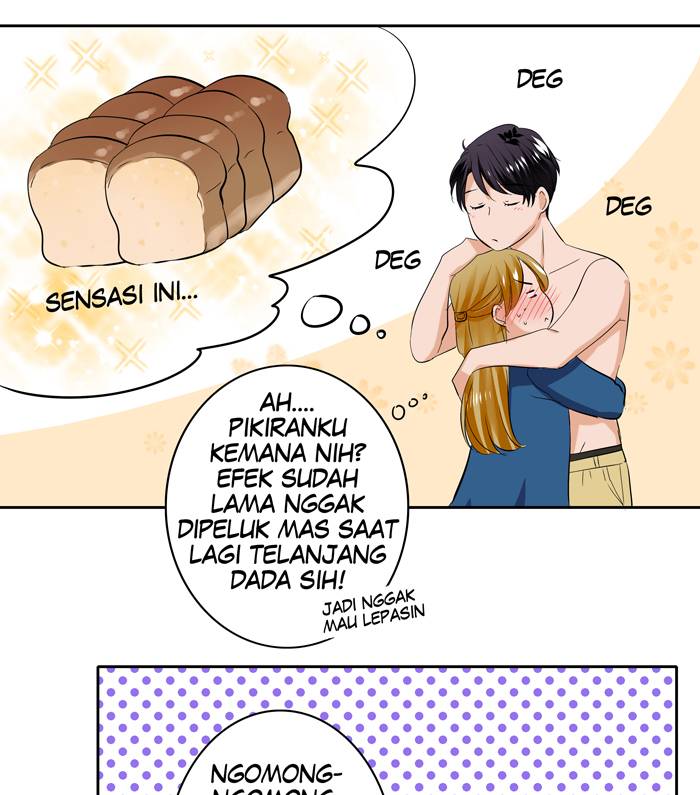 DEG
DEG
DEG
SENSASI INI...
AH....
PIKIRANKU
KEMANA NIH?
EFEK SUDAH
LAMA NGGAK
DIPELUK MAS SAAT
LAGI TELANJANG
DADA SIH!
JADI NGGAK
MAU LEPASIN
NGOMONG-
NGOMONG